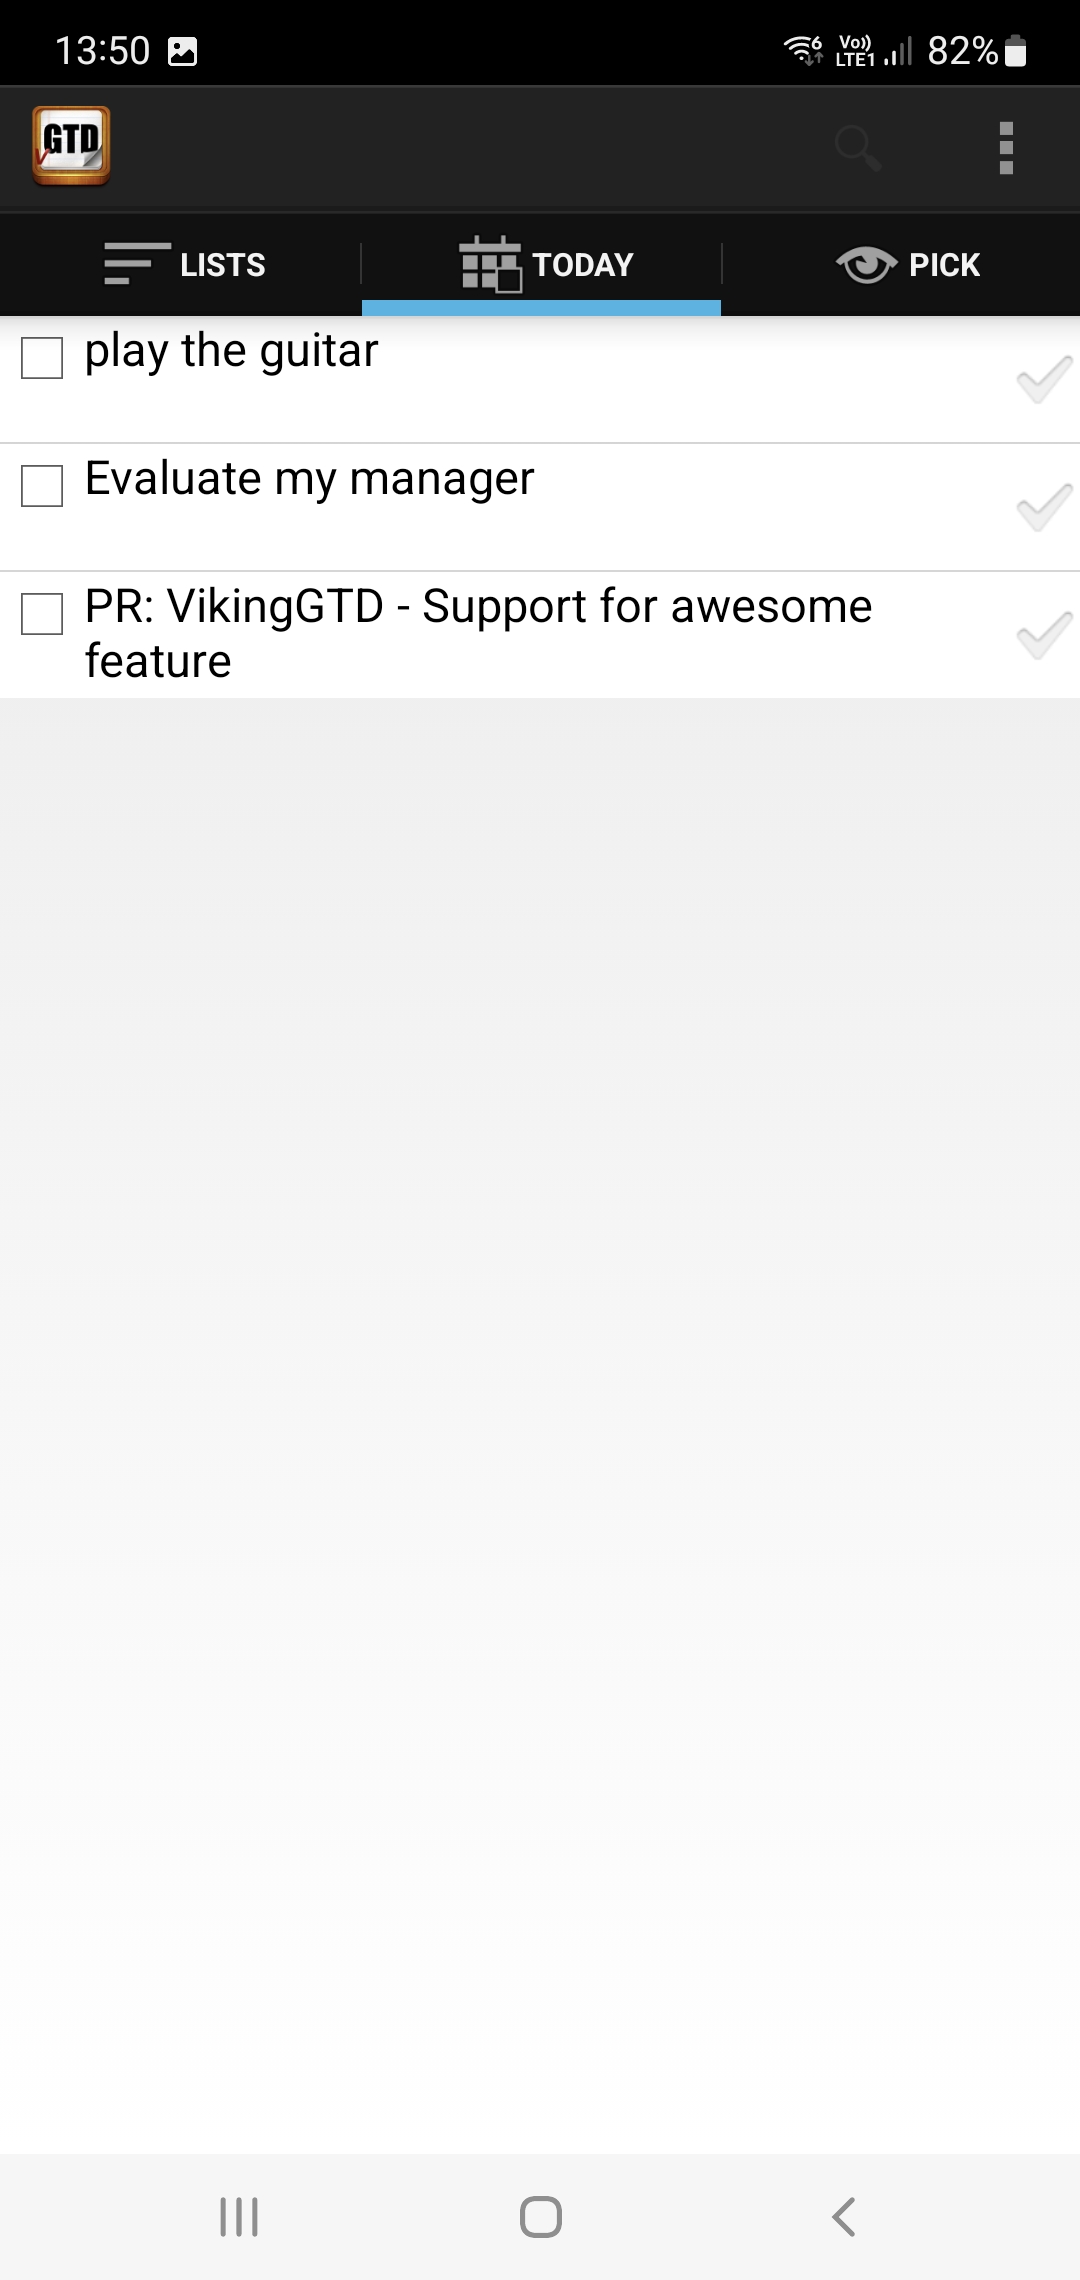 13:50
6 Vo)) LTE1 82%
GTD
LISTS TODAY PICK
play the guitar
Evaluate my manager
PR: VikingGTD - Support for awesome
feature